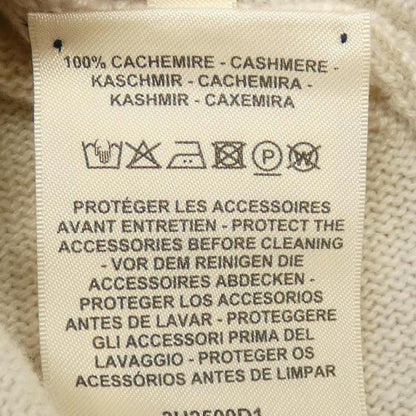 100% CACHEMIRE - CASHMERE -
KASCHMIR - CACHEMIRA -
KASHMIR - CAXEMIRA
P
W
PROTÉGER LES ACCESSOIRES
AVANT ENTRETIEN - PROTECT THE
ACCESSORIES BEFORE CLEANING
- VOR DEM REINIGEN DIE
ACCESSOIRES ABDECKEN -
PROTEGER LOS ACCESORIOS
ANTES DE LAVAR - PROTEGGERE
GLI ACCESSORI PRIMA DEL
LAVAGGIO - PROTEGER OS
ACESSÓRIOS ANTES DE LIMPAR